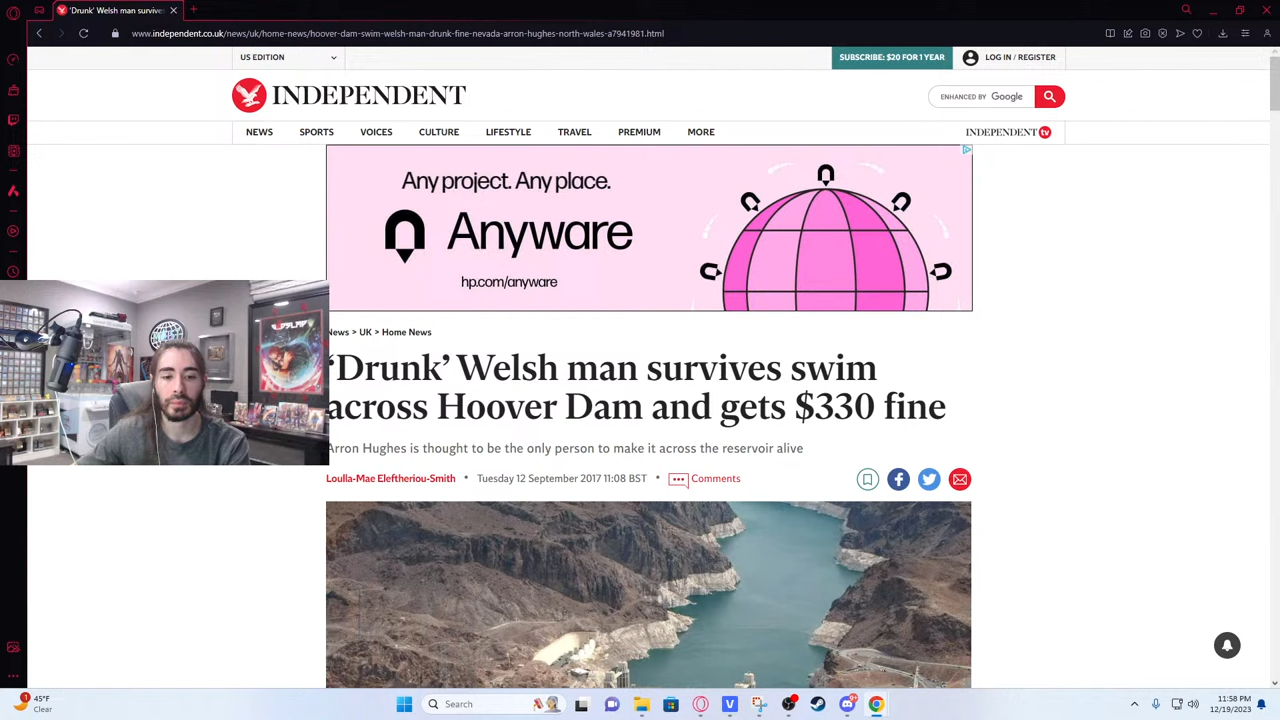 'Drunk' Welsh man survives
www.independent.co.uk/news/uk/home-news/hoover-dam-swim-welsh-man-drunk-fine-nevada-arron-hughes-north-wales-a7941981.html
US EDITION
SUBSCRIBE: $20 FOR 1 YEAR
LOG IN / REGISTER
INDEPENDENT
ENHANCED BY Google
NEWS SPORTS VOICES CULTURE LIFESTYLE TRAVEL PREMIUM MORE
INDEPENDENT tv
Any project. Any place.
Anyware
hp.com/anyware
News > UK > Home News
'Drunk' Welsh man survives swim
across Hoover Dam and gets $330 fine
Arron Hughes is thought to be the only person to make it across the reservoir alive
Loulla-Mae Eleftheriou-Smith • Tuesday 12 September 2017 11:08 BST • Comments
1
45°F
Clear
Search
9+
11:58 PM
12/19/2023